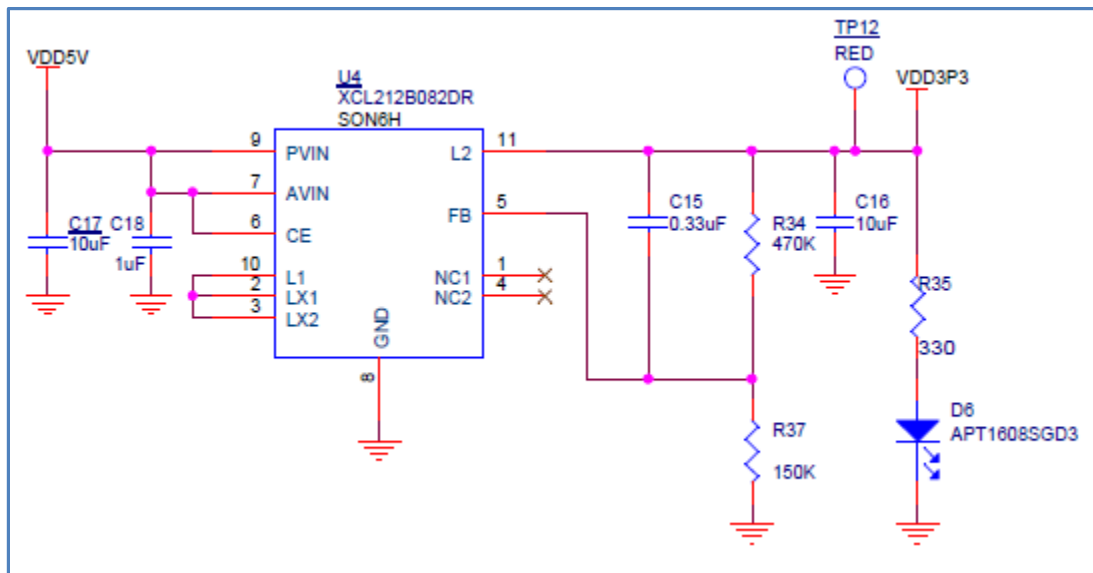 TP12
RED
VDD5V
VDD3P3
U4
XCL212B082DR
SON6H
9
PVIN
L2
11
7
AVIN
6
CE
FB
5
C17
10uF
C18
1uF
C15
0.33uF
R34
470K
C16
10uF
10
L1
2
LX1
3
LX2
NC1
1
NC2
4
GND
8
R35
330
R37
150K
D6
APT1608SGD3